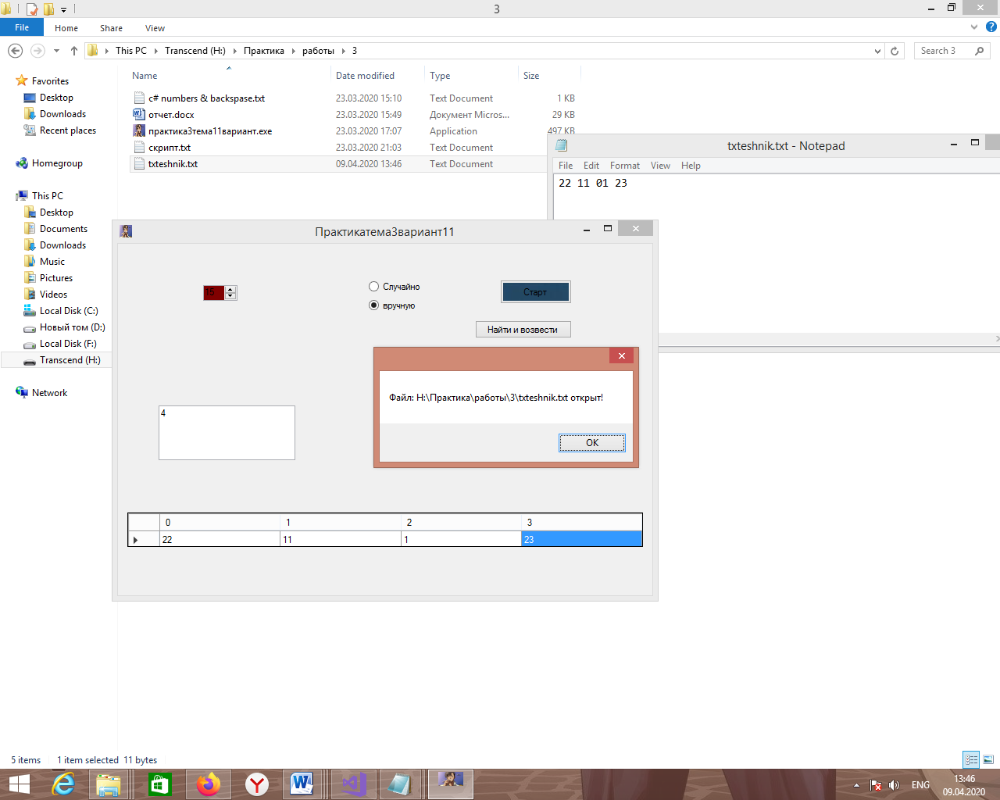 3
File Home Share View
This PC Transcend (H:) Практика работы 3 Search 3
Name Date modified Type Size
c# numbers & backspase.txt 23.03.2020 15:10 Text Document 1 KB
отчет.docx 23.03.2020 15:49 Документ Micros... 29 KB
практика3тема11вариант.exe 23.03.2020 17:07 Application 497 KB
скрипт.txt 23.03.2020 21:03 Text Document
txteshnik.txt 09.04.2020 13:46 Text Document
Favorites
Desktop
Downloads
Recent places
Homegroup
This PC
Desktop
Documents
Downloads
Music
Pictures
Videos
Local Disk (C:)
Новый том (D:)
Local Disk (F:)
Transcend (H:)
Network
txteshnik.txt - Notepad
File Edit Format View Help
22 11 01 23
Практикатема3вариант11
15
Случайно
вручную
Старт
Найти и возвести
Файл: H:\Практика\работы\3\txteshnik.txt открыт!
OK
4
0 1 2 3
22 11 1 23
5 items 1 item selected 11 bytes
ENG
13:46
09.04.2020